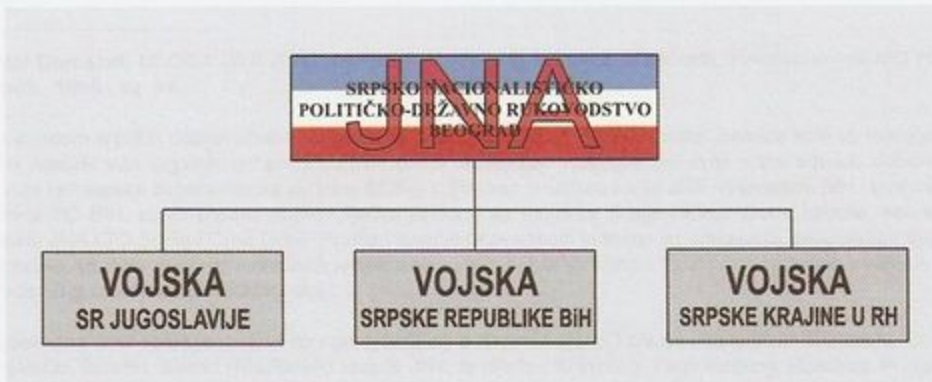 JNA
SRPSKO NACIONALISTIČKO
POLITIČKO-DRŽAVNO RUKOVODSTVO
BEOGRAD
VOJSKA
SR JUGOSLAVIJE
VOJSKA
SRPSKE REPUBLIKE BiH
VOJSKA
SRPSKE KRAJINE U RH